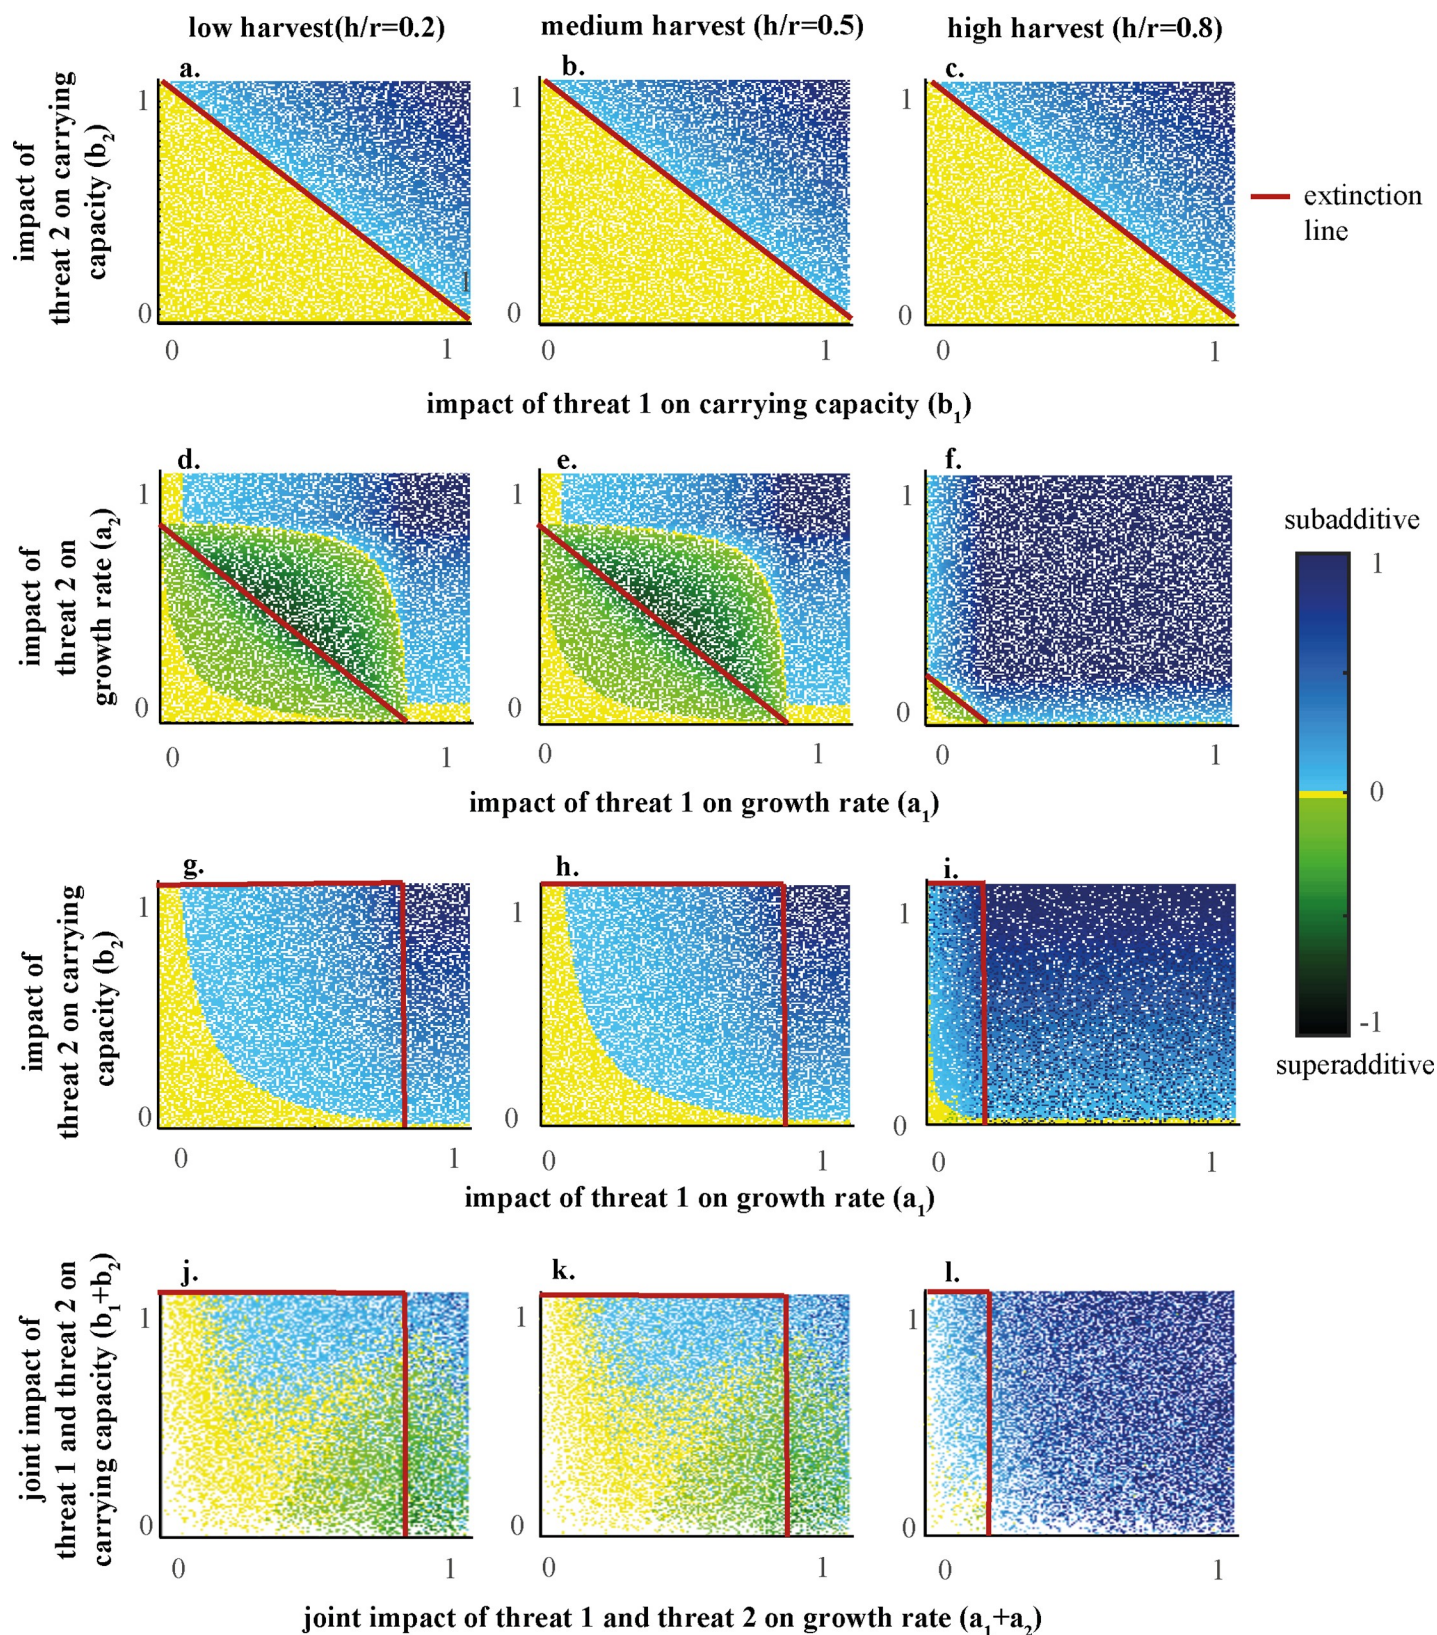 low harvest(h/r=0.2) medium harvest (h/r=0.5) high harvest (h/r=0.8)
a. b. c.
impact of
threat 2 on carrying
capacity (b2)
1 1 1
0 0 0
0 1 0 1 0 1
1
extinction
line
impact of threat 1 on carrying capacity (b1)
d. e. f.
impact of
threat 2 on
growth rate (a2)
1 1 1
0 0 0
0 1 0 1 0 1
impact of threat 1 on growth rate (a1)
subadditive
1
0
-1
superadditive
g. h. i.
impact of
threat 2 on carrying
capacity (b2)
1 1 1
0 0 0
0 1 0 1 0 1
impact of threat 1 on growth rate (a1)
j. k. l.
joint impact of
threat 1 and threat 2 on
carrying capacity (b1+b2)
1 1 1
0 0 0
0 1 0 1 0 1
joint impact of threat 1 and threat 2 on growth rate (a1+a2)